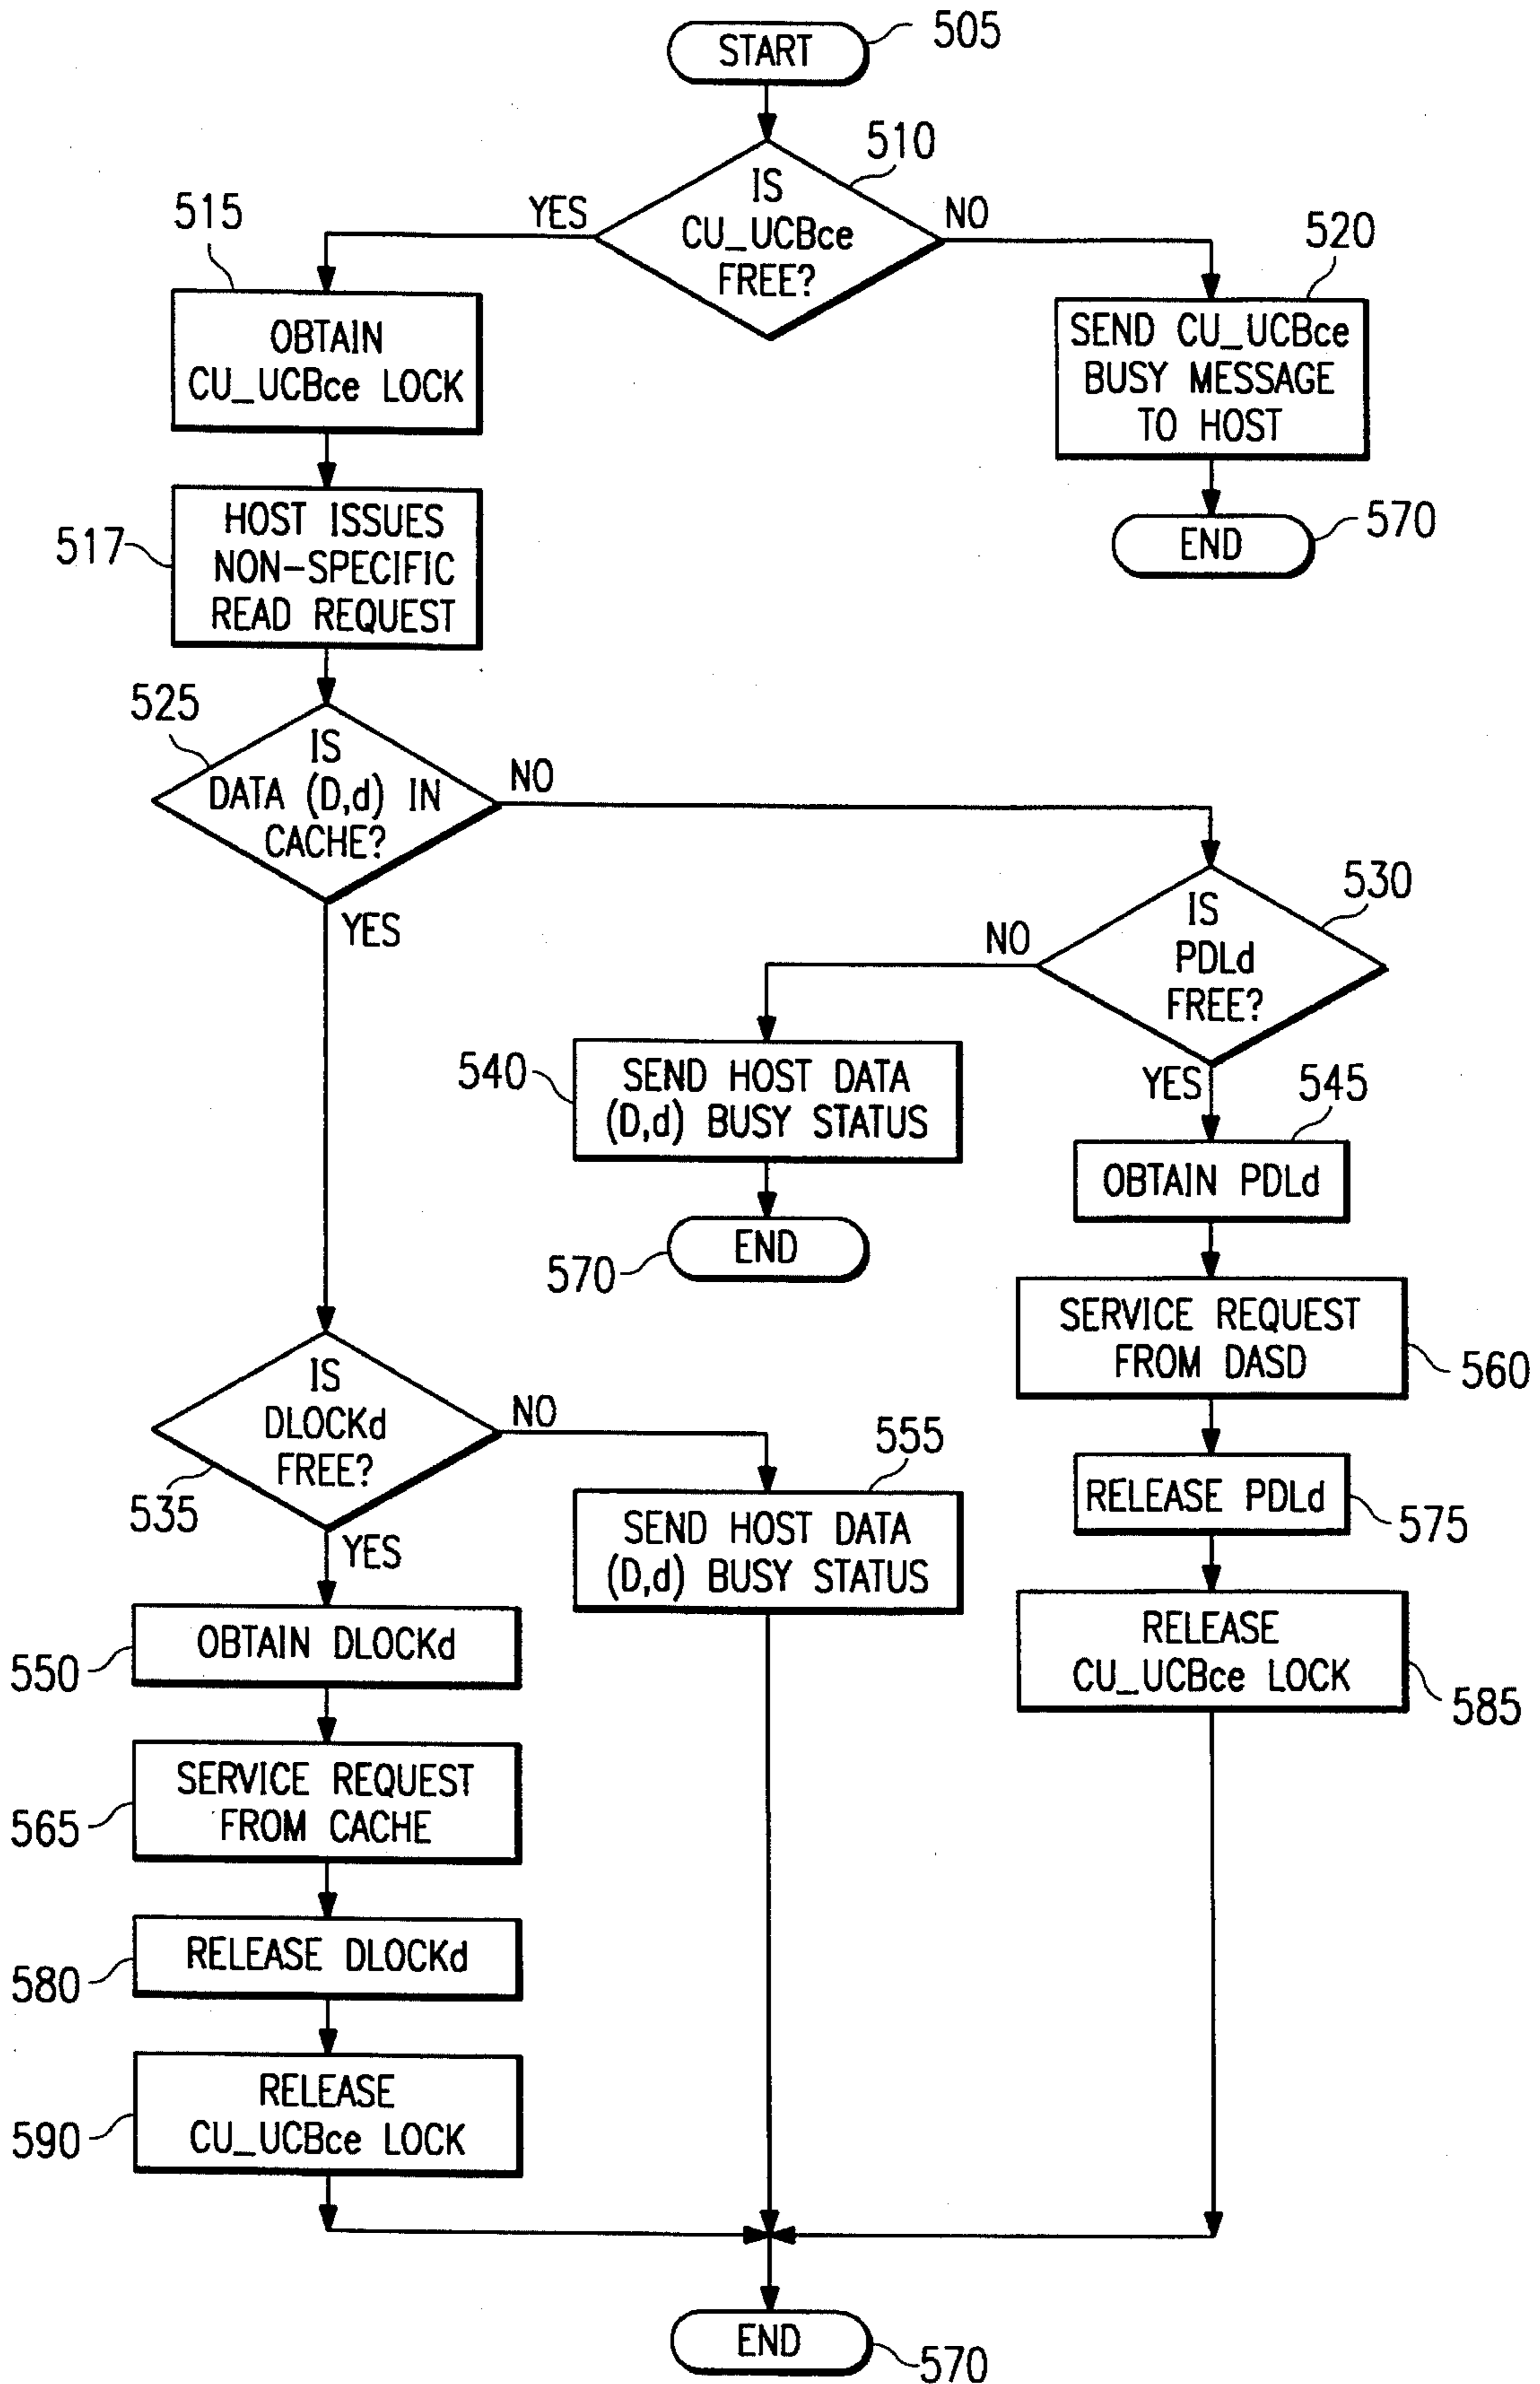 START
505
510
IS
CU_UCBce
FREE?
YES
NO
515
520
OBTAIN
CU_UCBce LOCK
SEND CU_UCBce
BUSY MESSAGE
TO HOST
517
HOST ISSUES
NON-SPECIFIC
READ REQUEST
END
570
525
IS
DATA (D,d) IN
CACHE?
NO
YES
530
IS
PDLd
FREE?
NO
YES
540
SEND HOST DATA
(D,d) BUSY STATUS
545
OBTAIN PDLd
END
570
SERVICE REQUEST
FROM DASD
560
IS
DLOCKd
FREE?
535
NO
YES
555
SEND HOST DATA
(D,d) BUSY STATUS
RELEASE PDLd
575
OBTAIN DLOCKd
550
RELEASE
CU_UCBce LOCK
585
SERVICE REQUEST
FROM CACHE
565
RELEASE DLOCKd
580
RELEASE
CU_UCBce LOCK
590
END
570